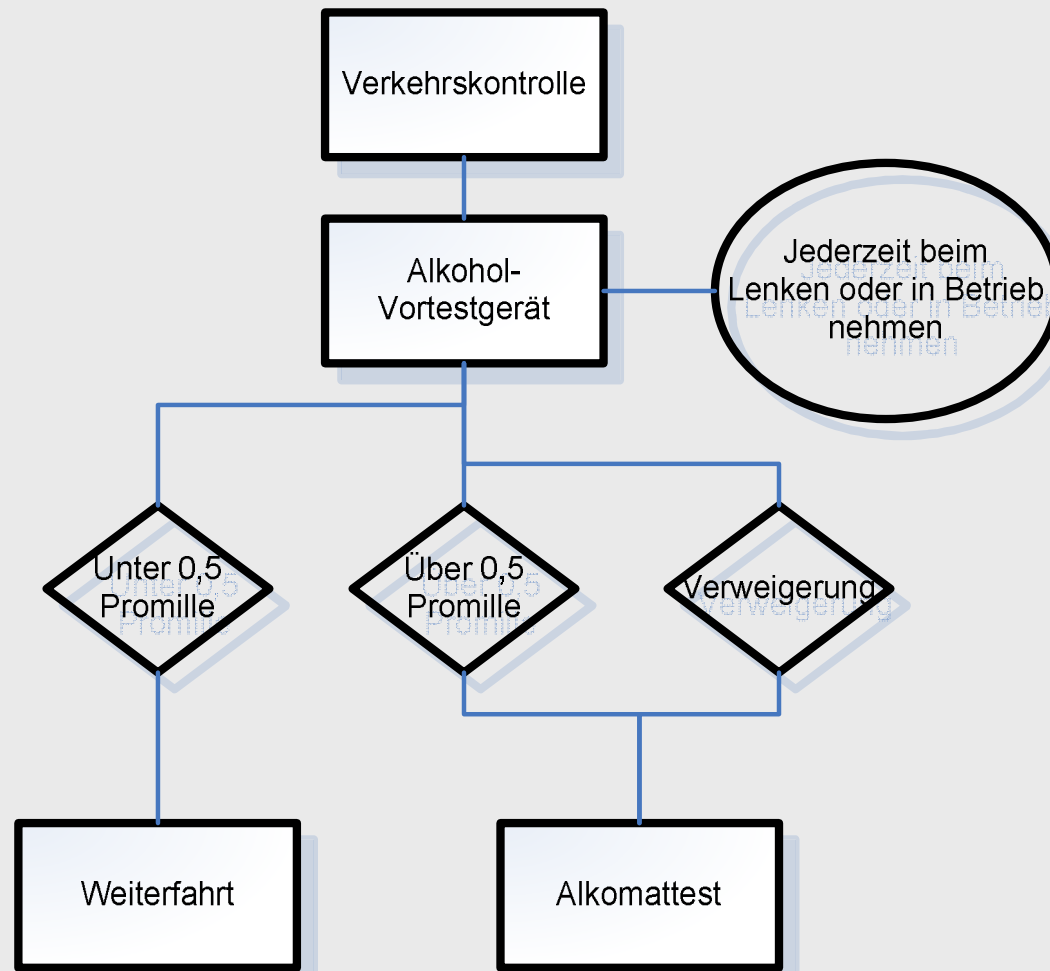 Verkehrskontrolle
Alkohol-
Vortestgerät
Jederzeit beim
Lenken oder in Betrieb
nehmen
Unter 0,5
Promille
Über 0,5
Promille
Verweigerung
Weiterfahrt
Alkomattest